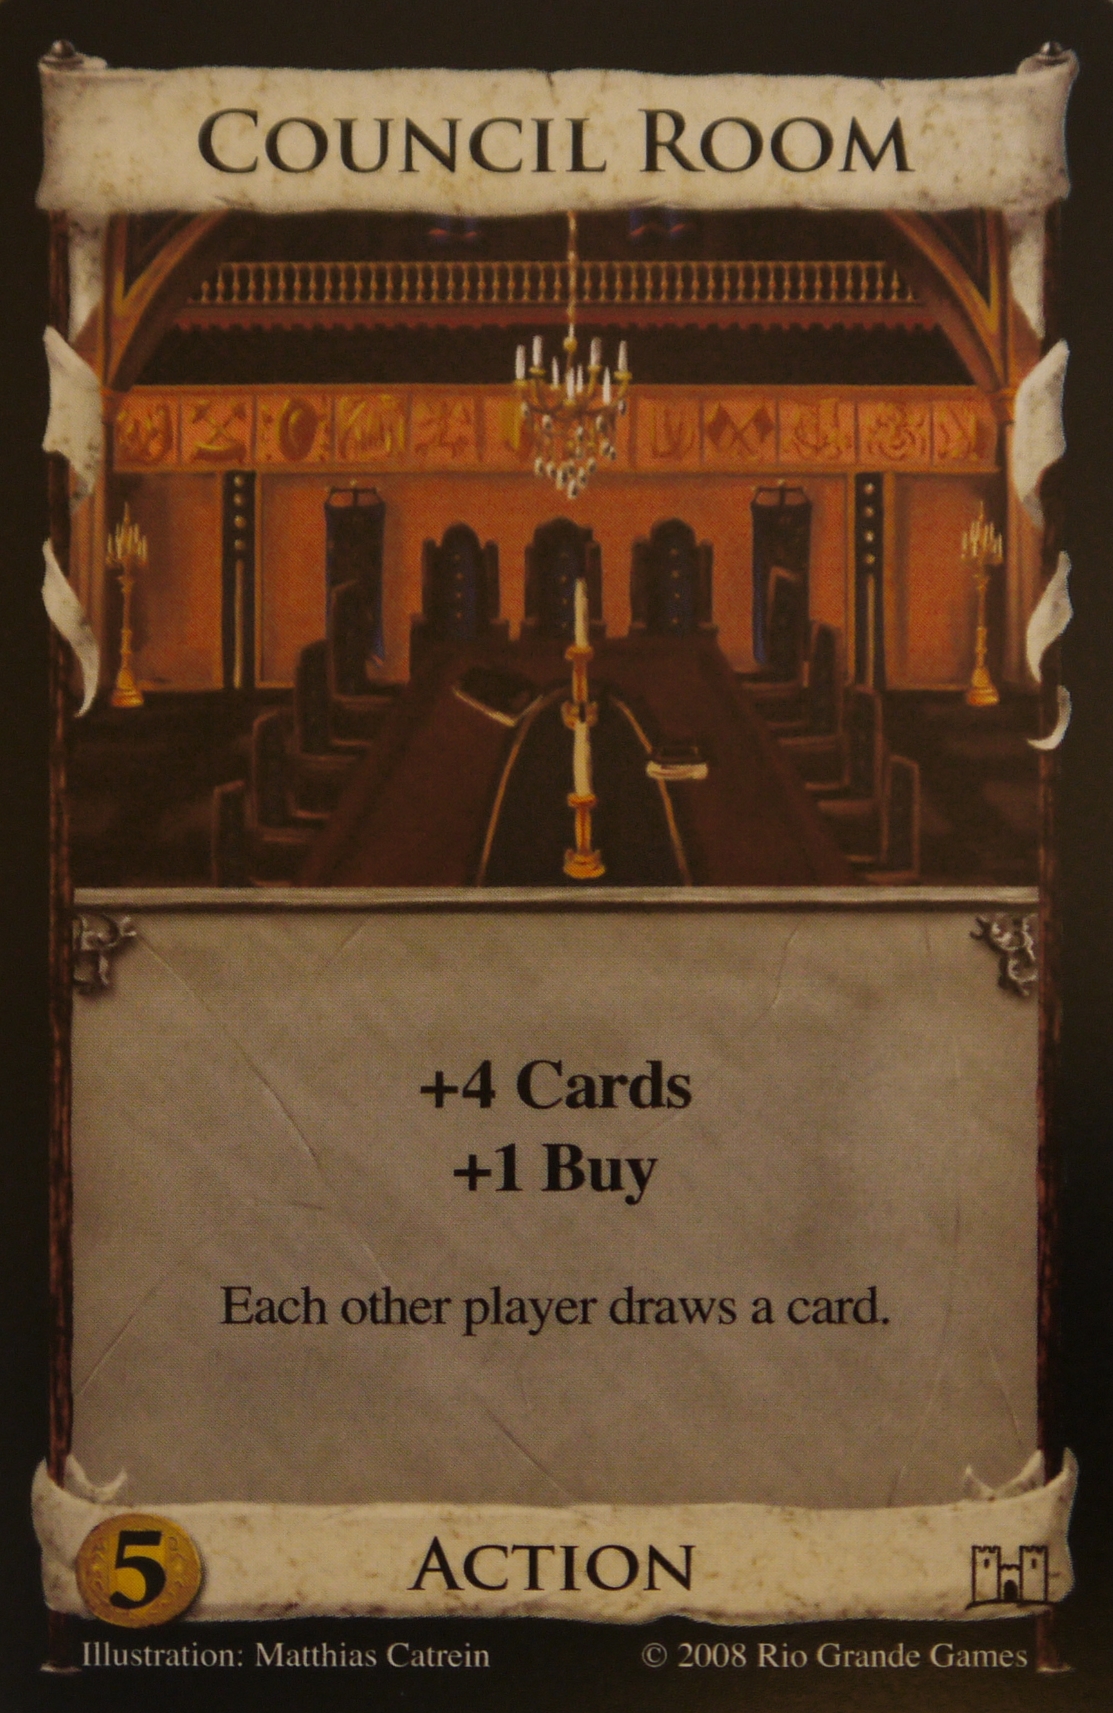 COUNCIL ROOM
+4 Cards
+1 Buy
Each other player draws a card.
5 ACTION
Illustration: Matthias Catrein © 2008 Rio Grande Games